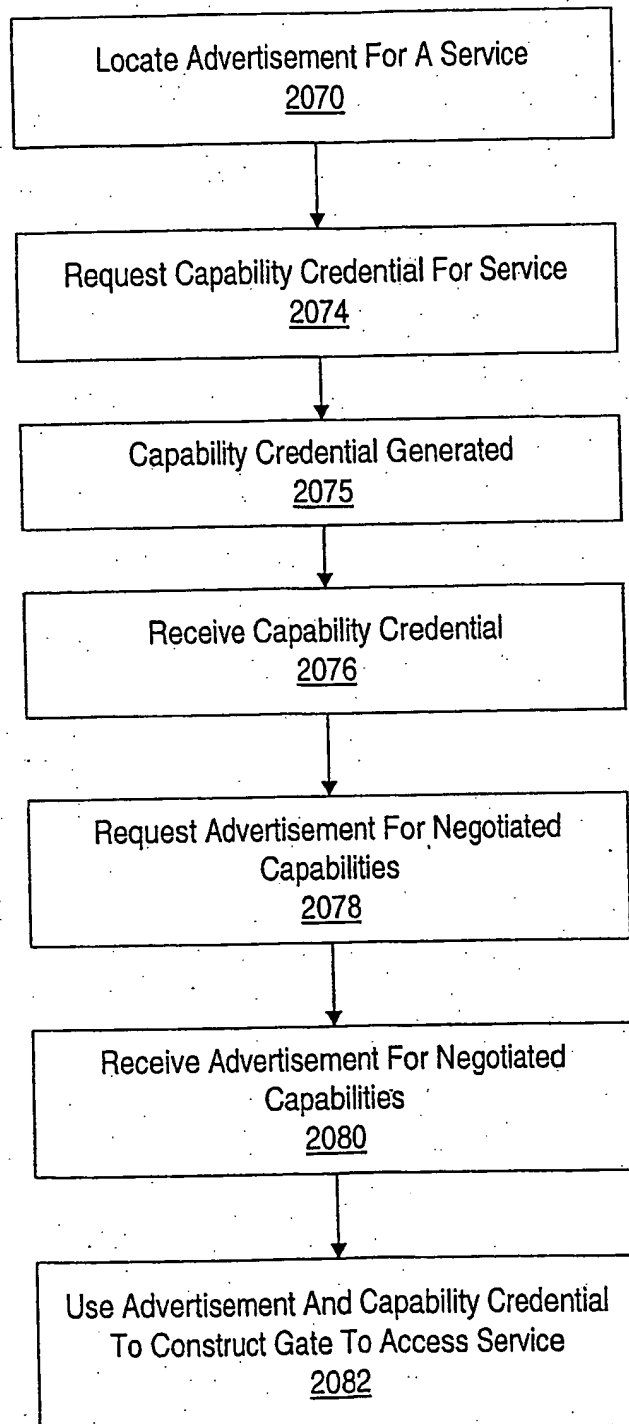 Locate Advertisement For A Service
2070
Request Capability Credential For Service
2074
Capability Credential Generated
2075
Receive Capability Credential
2076
Request Advertisement For Negotiated
Capabilities
2078
Receive Advertisement For Negotiated
Capabilities
2080
Use Advertisement And Capability Credential
To Construct Gate To Access Service
2082